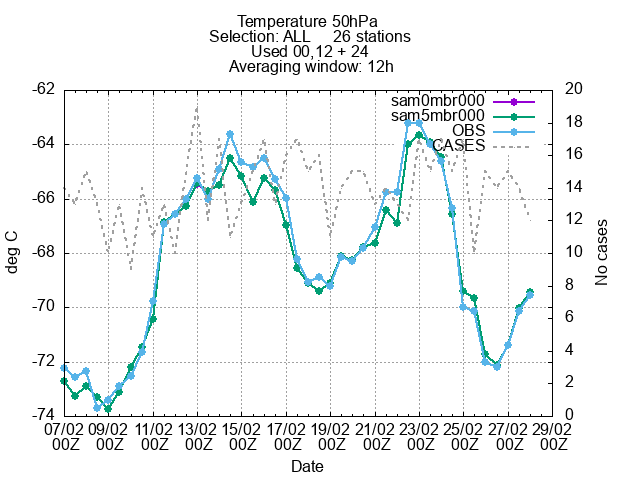 Temperature 50hPa
Selection: ALL 26 stations
Used 00,12 + 24
Averaging window: 12h
sam0mbr000
sam5mbr000
OBS
CASES
-62
-64
-66
-68
-70
-72
-74
20
18
16
14
12
10
8
6
4
2
0
deg C
No cases
07/02 09/02 11/02 13/02 15/02 17/02 19/02 21/02 23/02 25/02 27/02 29/02
00Z 00Z 00Z 00Z 00Z 00Z 00Z 00Z 00Z 00Z 00Z 00Z
Date